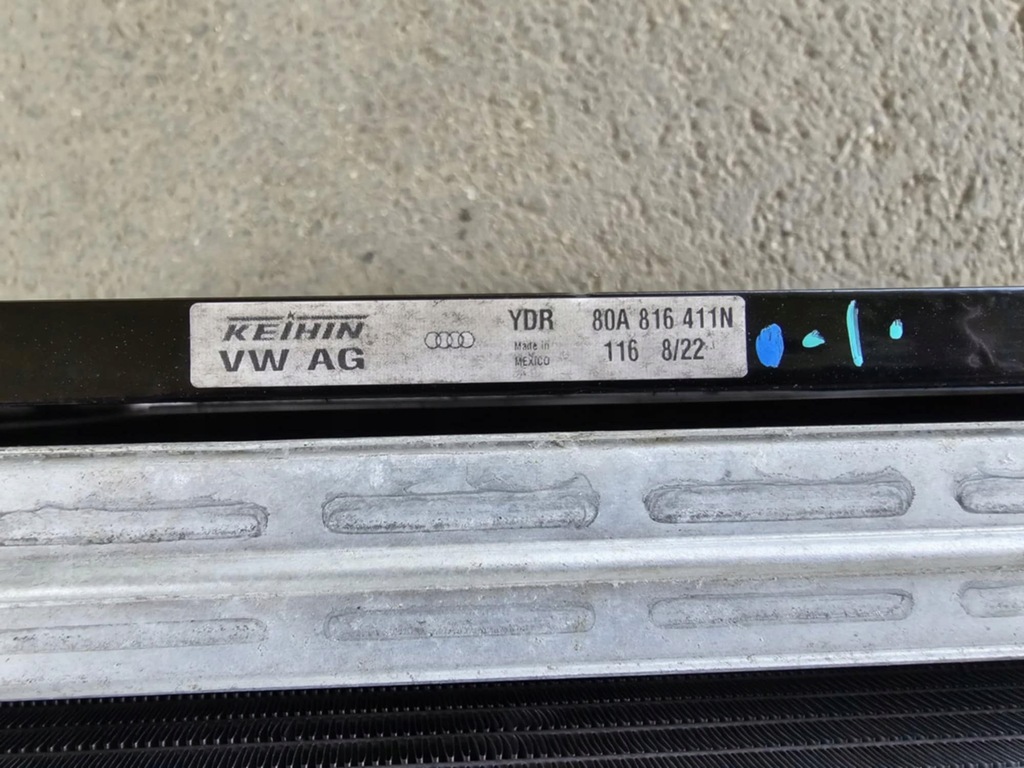 KEIHIN
VW AG
Made in
MEXICO
YDR 80A 816 411N
116 8/22